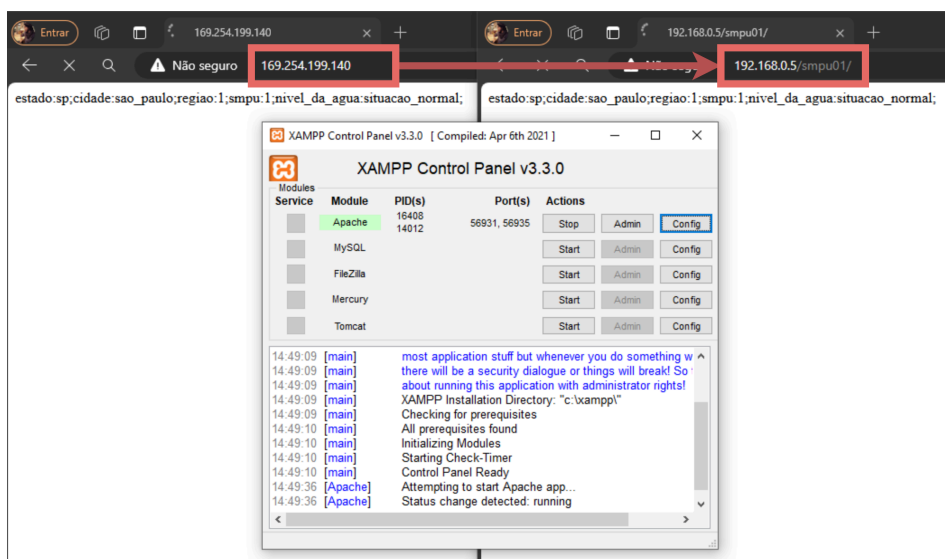 Entrar
169.254.199.140
Não seguro 169.254.199.140
estado:sp;cidade:sao_paulo;regiao:1;smpu:1;nivel_da_agua:situacao_normal;
Entrar
192.168.0.5/smpu01/
192.168.0.5/smpu01/
estado:sp;cidade:sao_paulo;regiao:1;smpu:1;nivel_da_agua:situacao_normal;
XAMPP Control Panel v3.3.0 [ Compiled: Apr 6th 2021 ]
XAMPP Control Panel v3.3.0
Modules
Service Module PID(s) Port(s) Actions
Apache 16408 14012 56931, 56935 Stop Admin Config
MySQL Start Admin Config
FileZilla Start Admin Config
Mercury Start Admin Config
Tomcat Start Admin Config
14:49:09 [main] most application stuff but whenever you do something w
14:49:09 [main] there will be a security dialogue or things will break! So
14:49:09 [main] about running this application with administrator rights!
14:49:09 [main] XAMPP Installation Directory: "c:\xampp\"
14:49:09 [main] Checking for prerequisites
14:49:10 [main] All prerequisites found
14:49:10 [main] Initializing Modules
14:49:10 [main] Starting Check-Timer
14:49:10 [main] Control Panel Ready
14:49:36 [Apache] Attempting to start Apache app...
14:49:36 [Apache] Status change detected: running